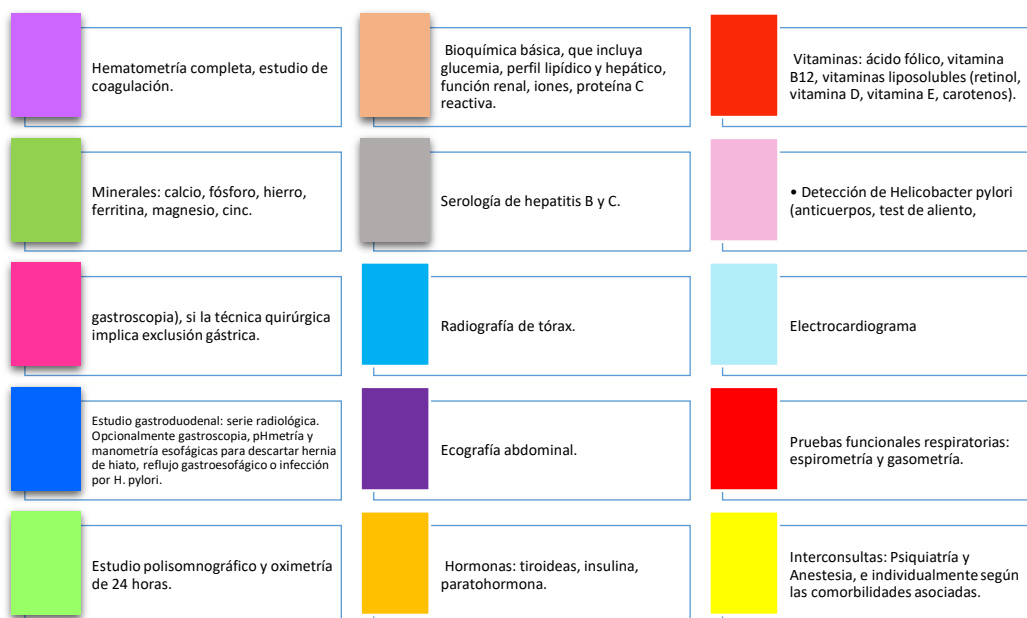 Hematometría completa, estudio de
coagulación.
Bioquímica básica, que incluya
glucemia, perfil lipídico y hepático,
función renal, iones, proteína C
reactiva.
Vitaminas: ácido fólico, vitamina
B12, vitaminas liposolubles (retinol,
vitamina D, vitamina E, carotenos).
Minerales: calcio, fósforo, hierro,
ferritina, magnesio, cinc.
Serología de hepatitis B y C.
• Detección de Helicobacter pylori
(anticuerpos, test de aliento,
gastroscopia), si la técnica quirúrgica
implica exclusión gástrica.
Radiografía de tórax.
Electrocardiograma
Estudio gastroduodenal: serie radiológica.
Opcionalmente gastroscopia, pHmetría y
manometría esofágicas para descartar hernia
de hiato, reflujo gastroesofágico o infección
por H. pylori.
Ecografía abdominal.
Pruebas funcionales respiratorias:
espirometría y gasometría.
Estudio polisomnográfico y oximetría
de 24 horas.
Hormonas: tiroideas, insulina,
paratohormona.
Interconsultas: Psiquiatría y
Anestesia, e individualmente según
las comorbilidades asociadas.